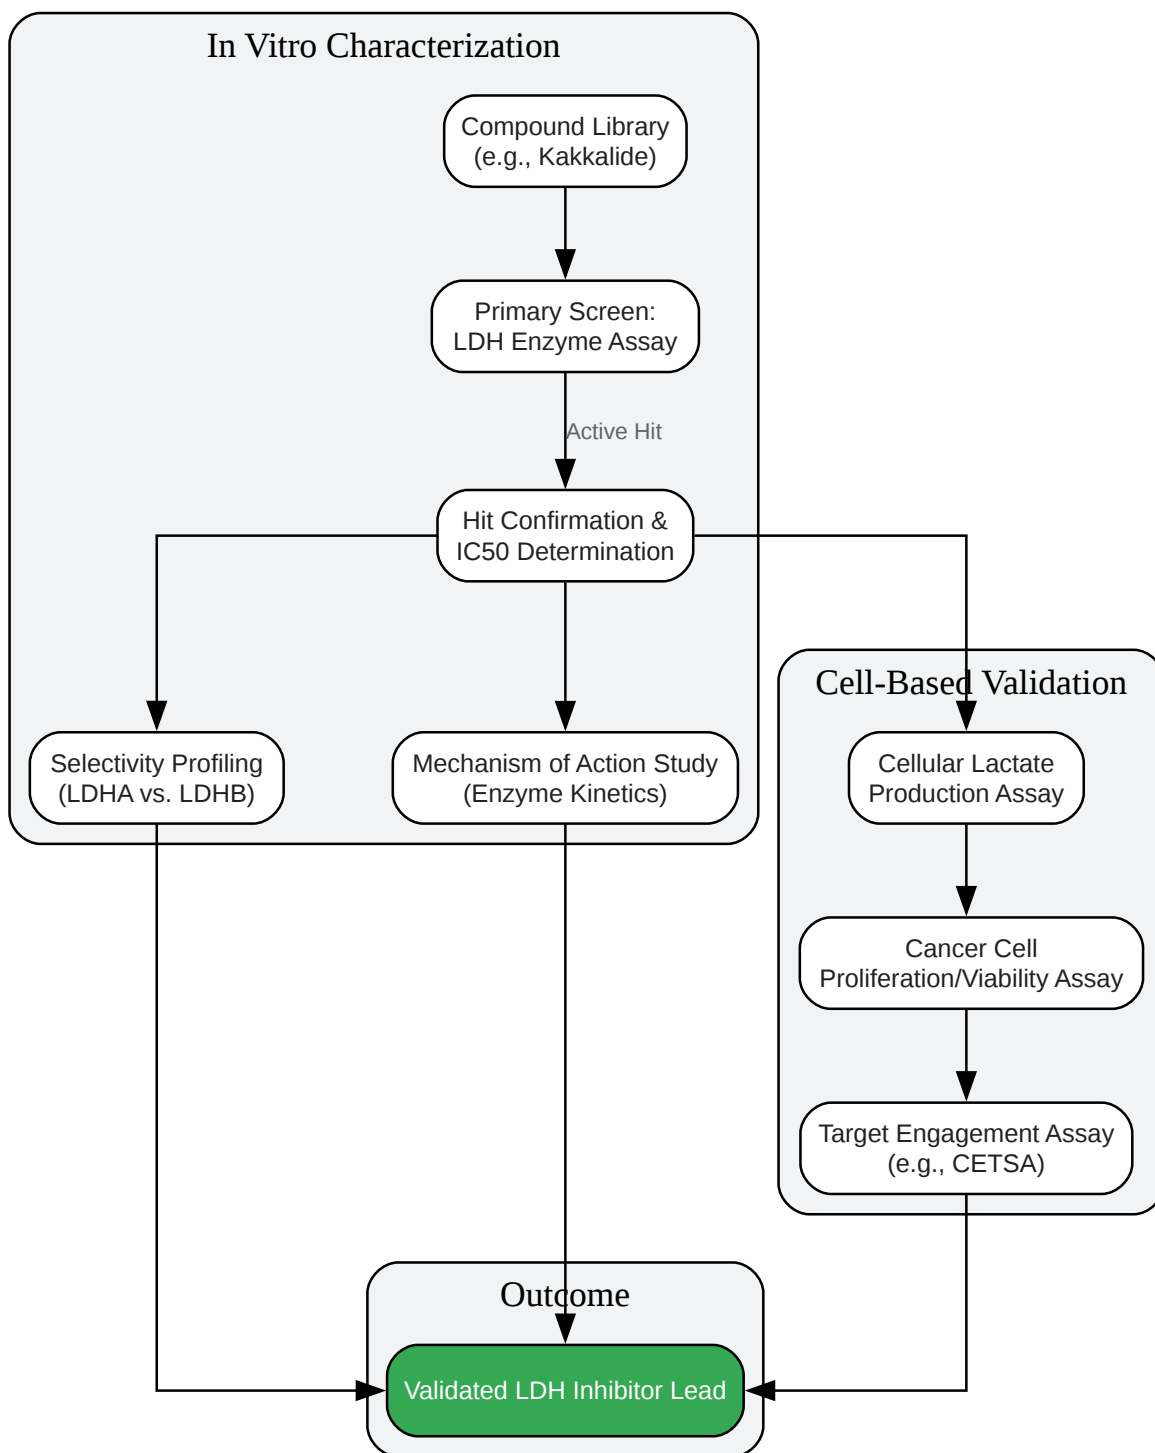 In Vitro Characterization
Compound Library
(e.g., Kakkalide)
Primary Screen:
LDH Enzyme Assay
Active Hit
Hit Confirmation &
IC50 Determination
Selectivity Profiling
(LDHA vs. LDHB)
Mechanism of Action Study
(Enzyme Kinetics)
Cell-Based Validation
Cellular Lactate
Production Assay
Cancer Cell
Proliferation/Viability Assay
Target Engagement Assay
(e.g., CETSA)
Outcome
Validated LDH Inhibitor Lead